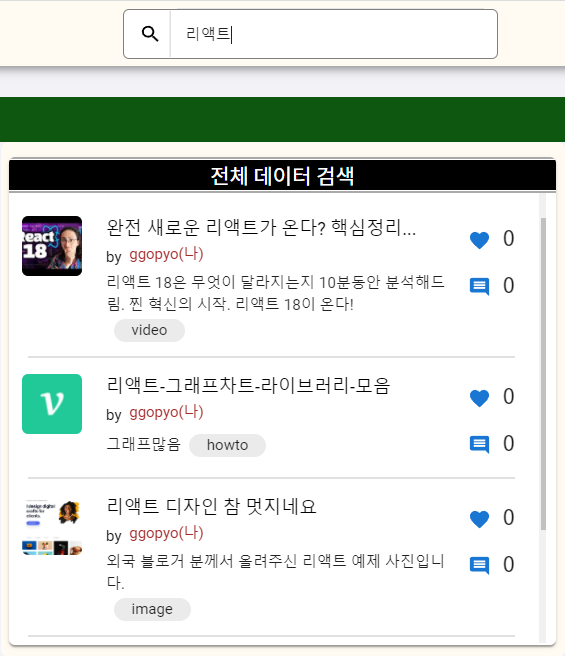 리액트
전체 데이터 검색
React
18
완전 새로운 리액트가 온다? 핵심정리...
by ggopyo(나)
리액트 18은 무엇이 달라지는지 10분동안 분석해드
림. 찐 혁신의 시작. 리액트 18이 온다!
video
0
0
v
리액트-그래프차트-라이브러리-모음
by ggopyo(나)
그래프많음 howto
0
0
리액트 디자인 참 멋지네요
by ggopyo(나)
외국 블로거 분께서 올려주신 리액트 예제 사진입니
다.
image
0
0